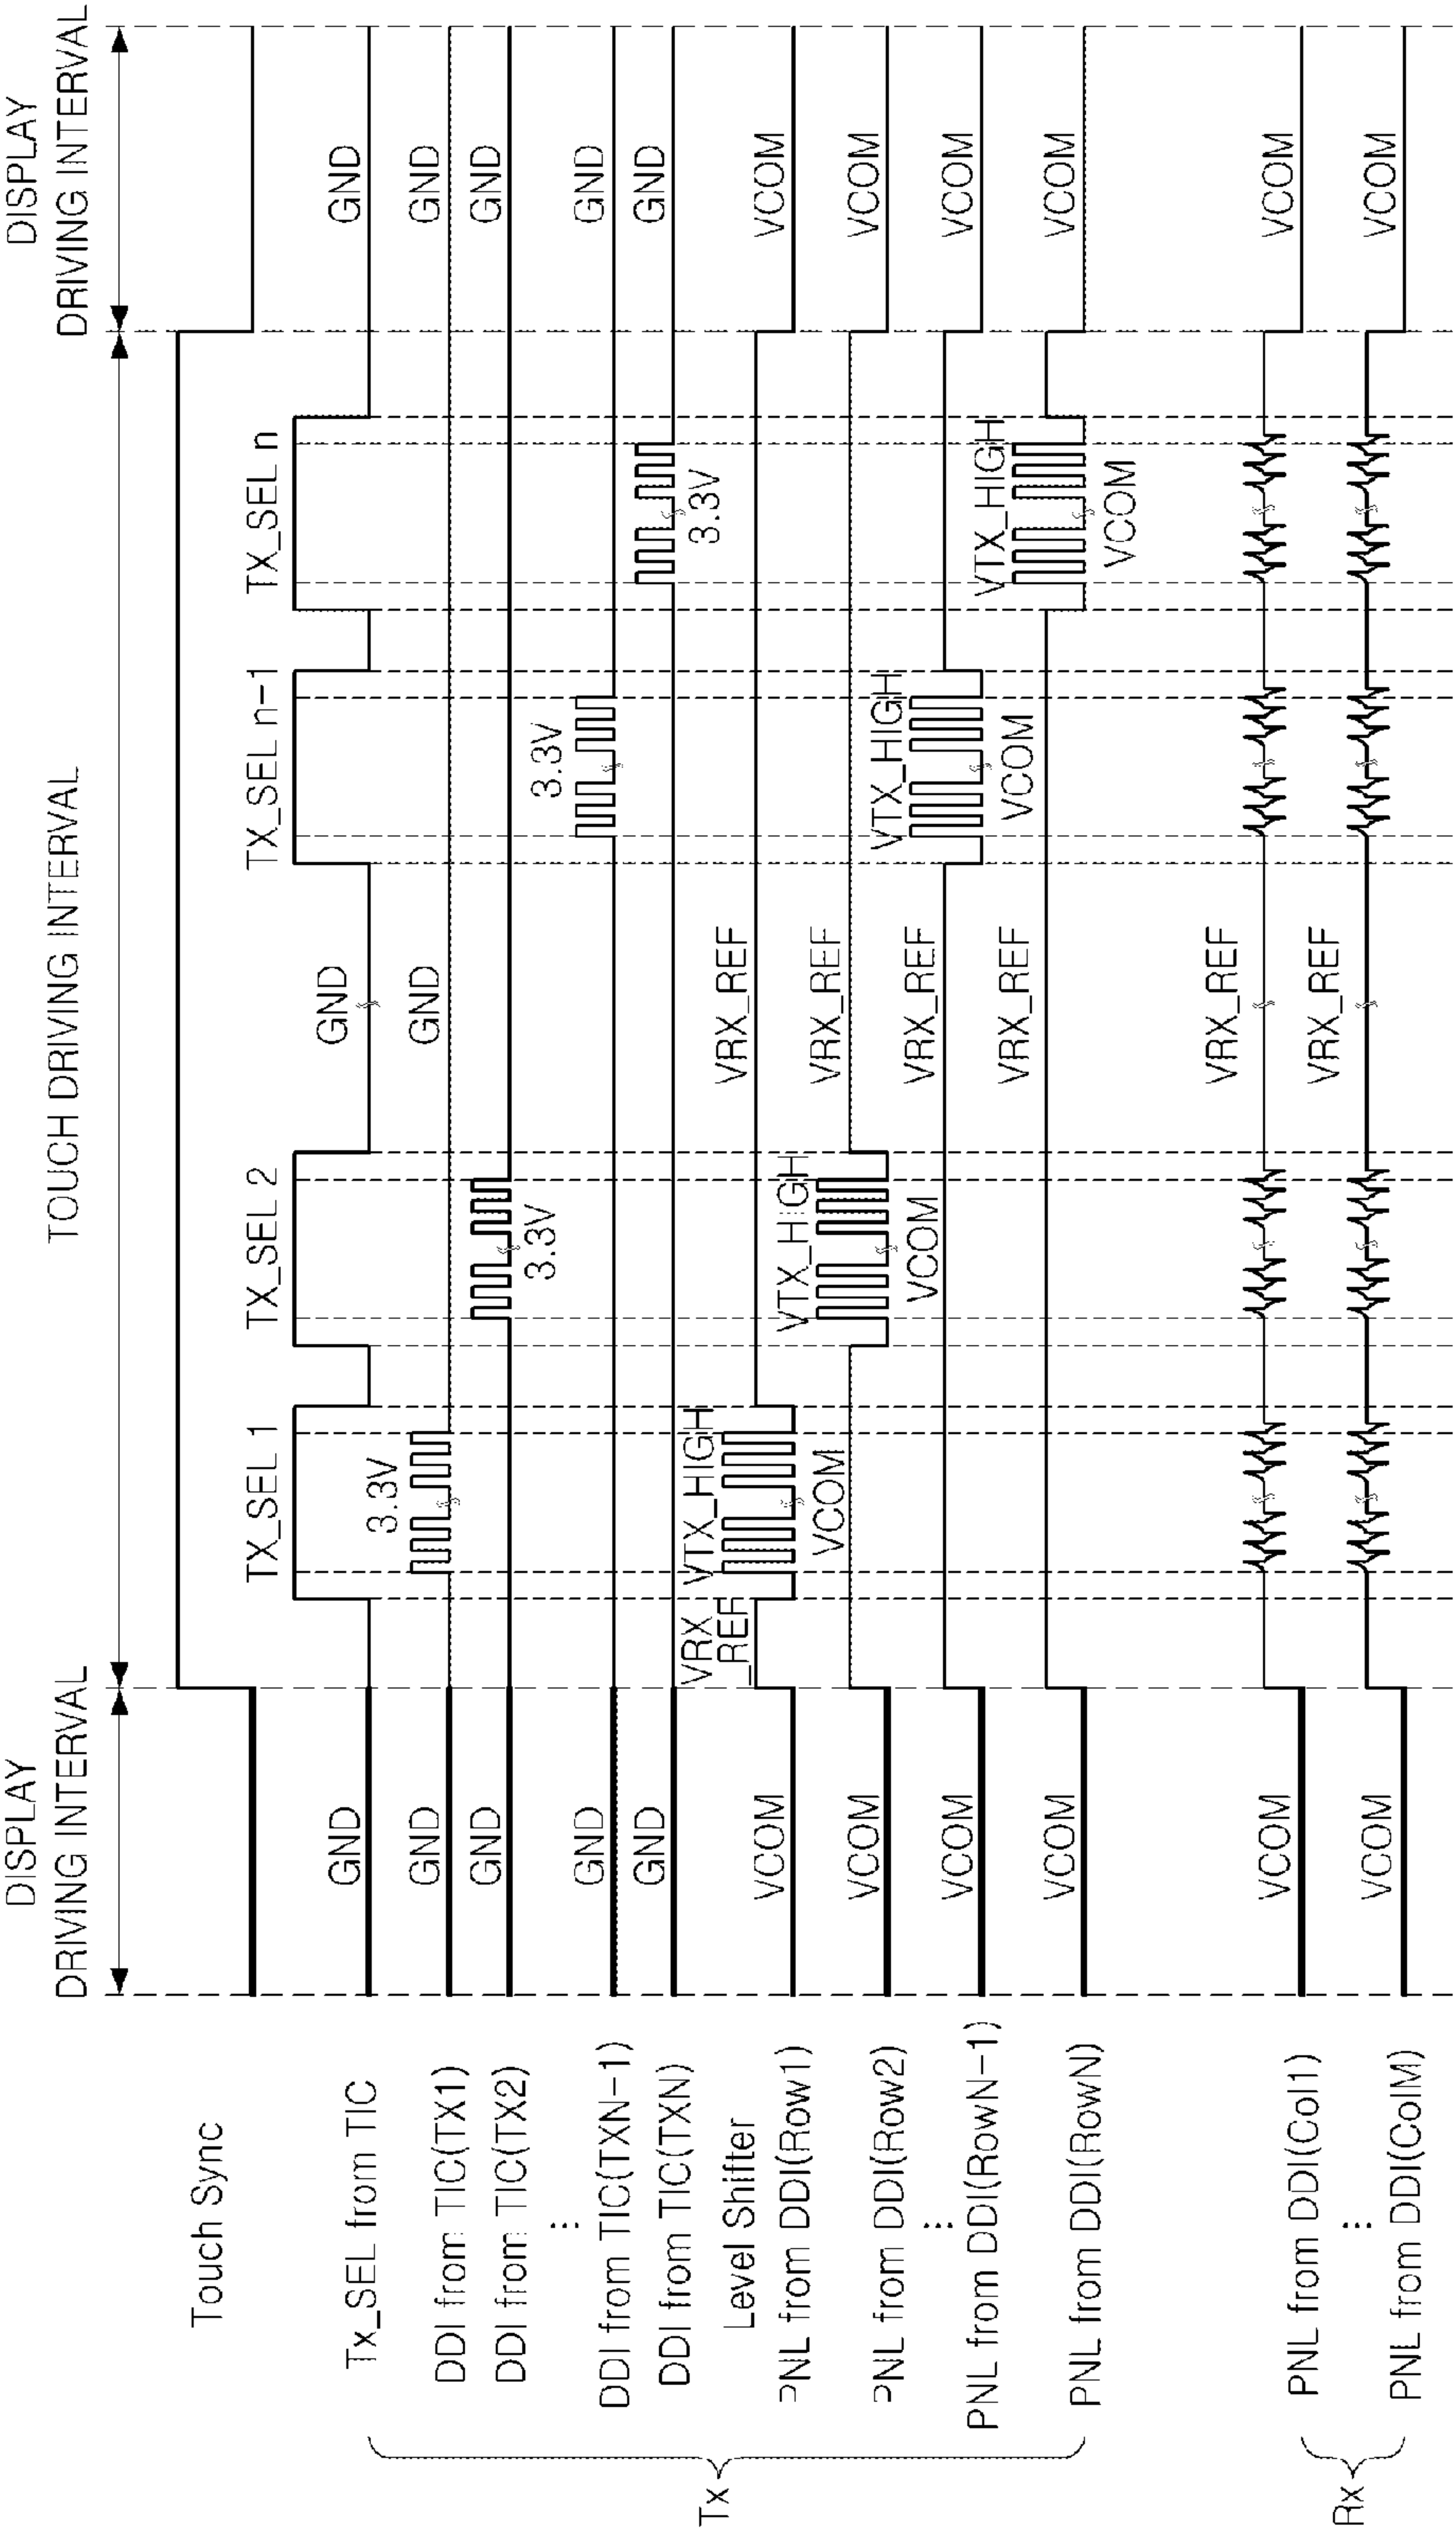 DISPLAY
DRIVING INTERVAL
TOUCH DRIVING INTERVAL
DISPLAY
DRIVING INTERVAL
Touch Sync
TX_SEL 1
TX_SEL 2
TX_SEL n-1
TX_SEL n
Tx
Tx_SEL from TIC
GND
GND
GND
DDI from TIC(TX1)
GND
3.3V
GND
GND
DDI from TIC(TX2)
GND
3.3V
GND
⋮
DDI from TIC(TXN-1)
GND
3.3V
GND
DDI from TIC(TXN)
GND
3.3V
GND
Level Shifter
PNL from DDI(Row1)
VCOM
VRX
_REF
VTX_HIGH
VCOM
VRX_REF
VCOM
PNL from DDI(Row2)
VCOM
VTX_HIGH
VCOM
VRX_REF
VCOM
⋮
PNL from DDI(RowN-1)
VCOM
VRX_REF
VTX_HIGH
VCOM
VCOM
PNL from DDI(RowN)
VCOM
VRX_REF
VTX_HIGH
VCOM
VCOM
Rx
PNL from DDI(Col1)
VCOM
VRX_REF
VCOM
⋮
PNL from DDI(ColM)
VCOM
VRX_REF
VCOM